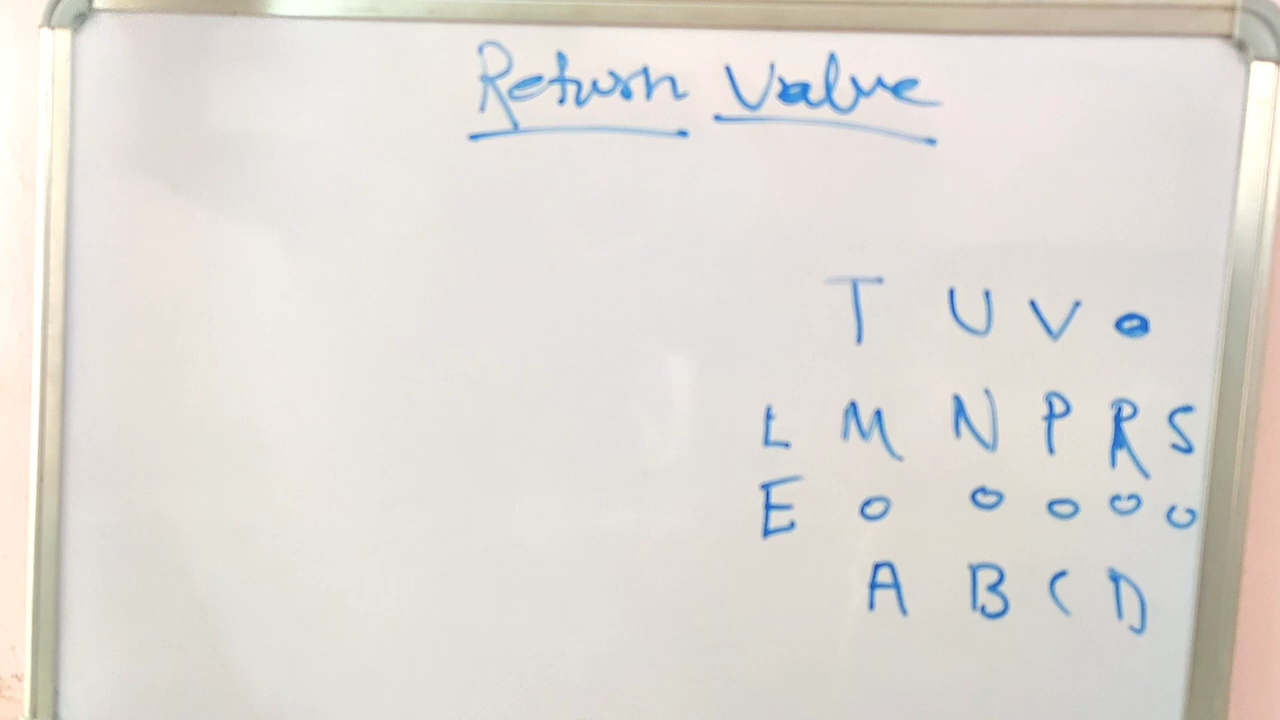 Return Value
T U V •
L M N P R S
E o o o o o
A B C D